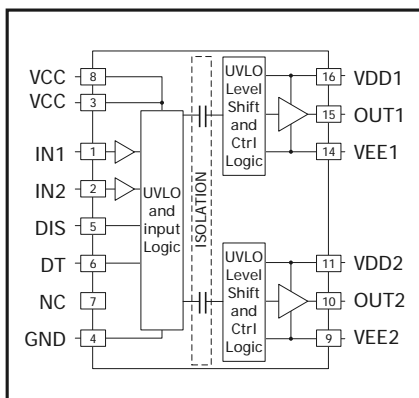 VCC 8
VCC 3
IN1 1
IN2 2
DIS 5
DT 6
NC 7
GND 4
UVLO
and
input
Logic
ISOLATION
UVLO
Level
Shift
and
Ctrl
Logic
16 VDD1
15 OUT1
14 VEE1
UVLO
Level
Shift
and
Ctrl
Logic
11 VDD2
10 OUT2
9 VEE2